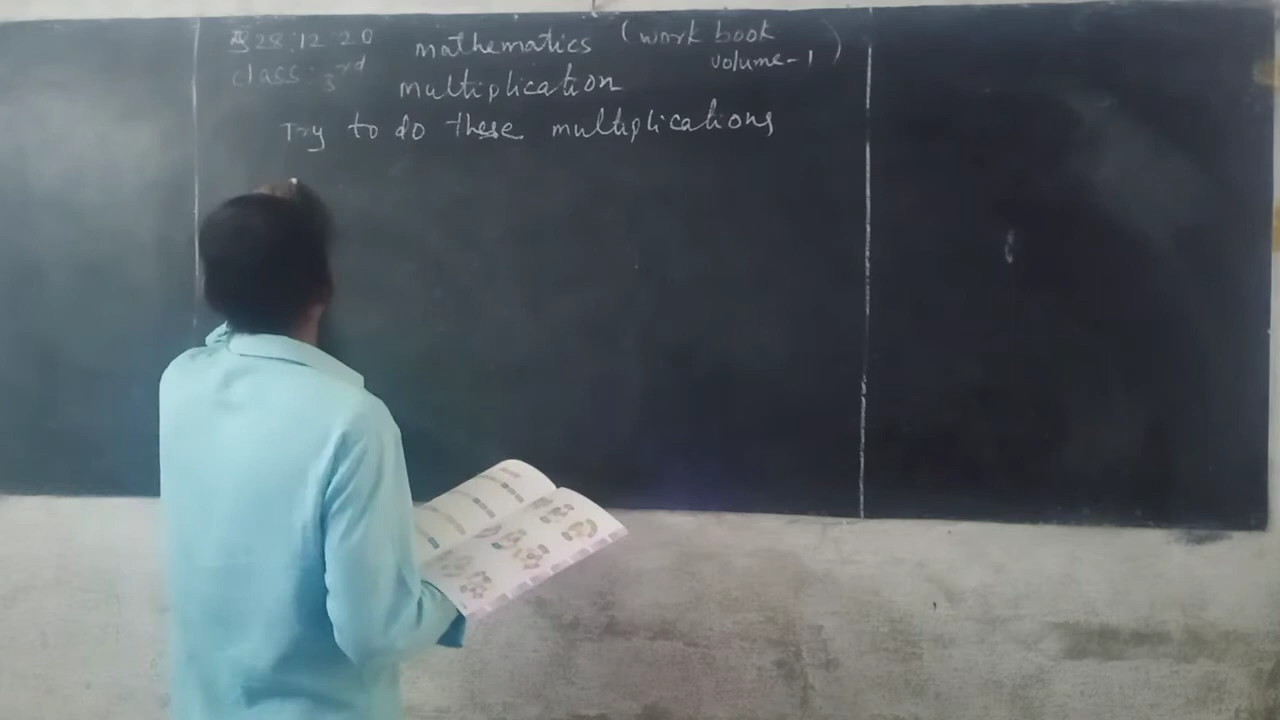 28:12:20 mathematics (work book
volume-1)
class: 3rd multiplication
Try to do these multiplications